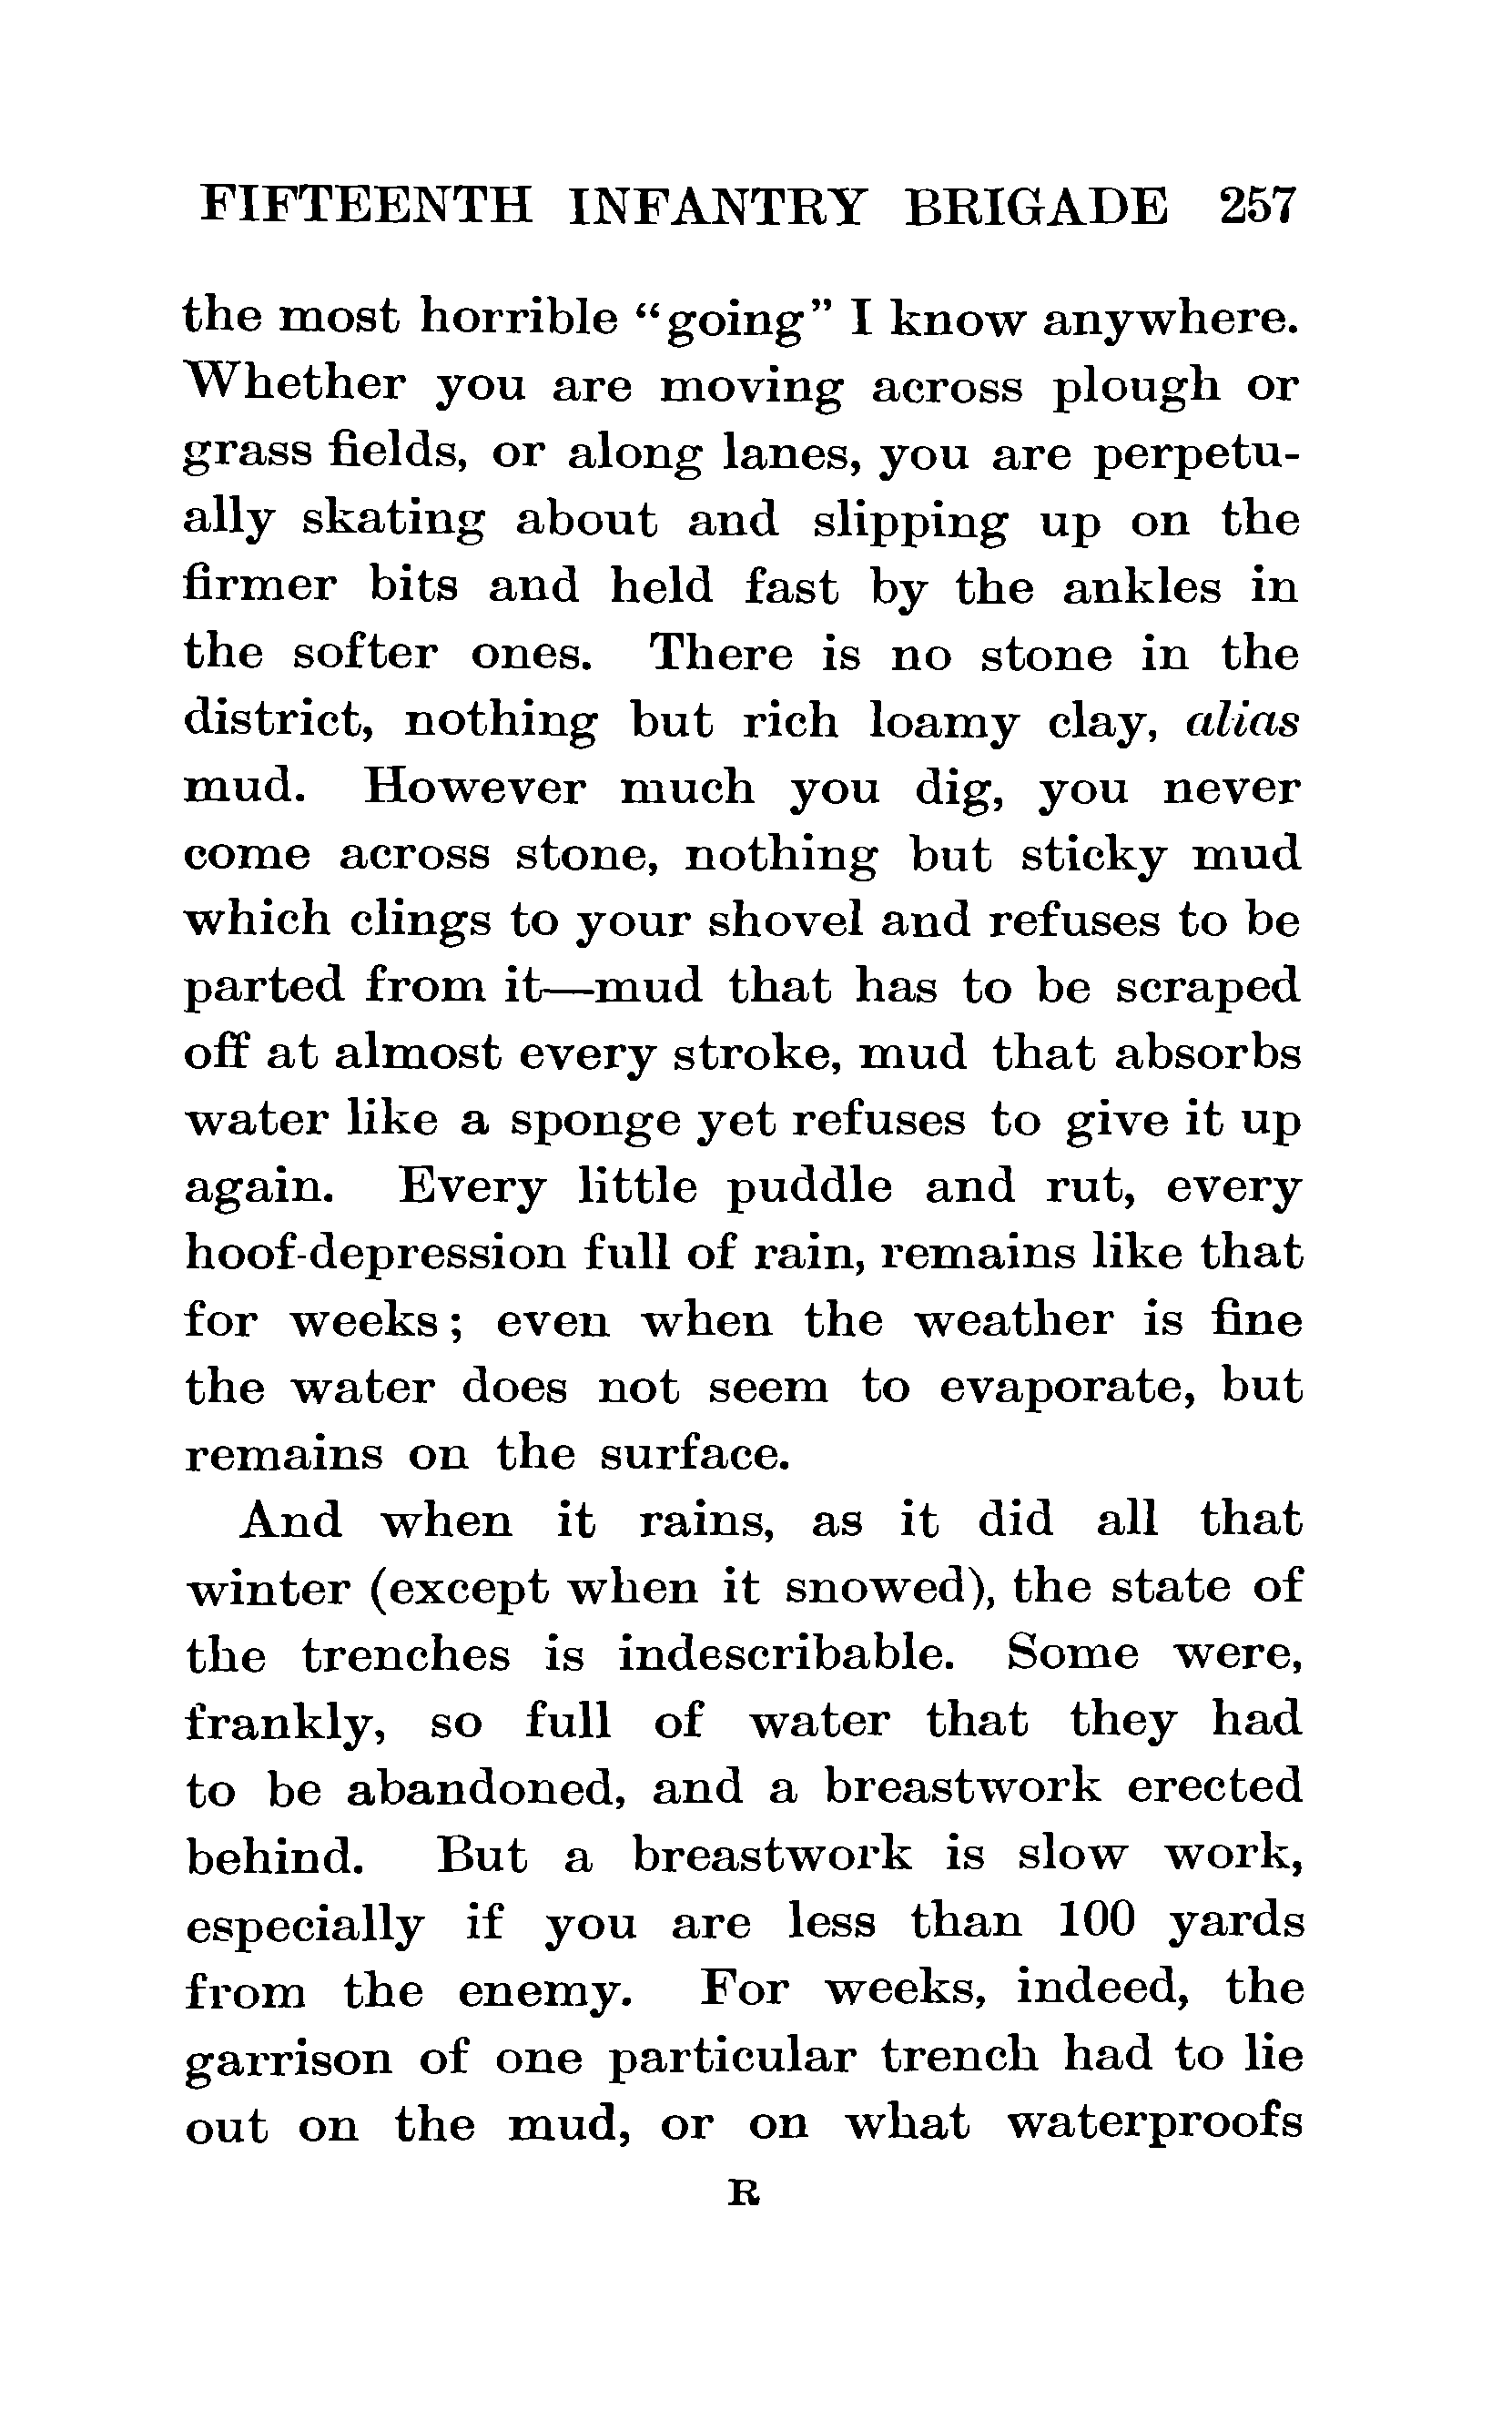 FIFTEENTH INFANTRY BRIGADE 257
the most horrible "going" I know anywhere.
Whether you are moving across plough or
grass fields, or along lanes, you are perpetu-
ally skating about and slipping up on the
firmer bits and held fast by the ankles in
the softer ones. There is no stone in the
district, nothing but rich loamy clay, alias
mud. However much you dig, you never
come across stone, nothing but sticky mud
which clings to your shovel and refuses to be
parted from it—mud that has to be scraped
off at almost every stroke, mud that absorbs
water like a sponge yet refuses to give it up
again. Every little puddle and rut, every
hoof-depression full of rain, remains like that
for weeks; even when the weather is fine
the water does not seem to evaporate, but
remains on the surface.
And when it rains, as it did all that
winter (except when it snowed), the state of
the trenches is indescribable. Some were,
frankly, so full of water that they had
to be abandoned, and a breastwork erected
behind. But a breastwork is slow work,
especially if you are less than 100 yards
from the enemy. For weeks, indeed, the
garrison of one particular trench had to lie
out on the mud, or on what waterproofs
R